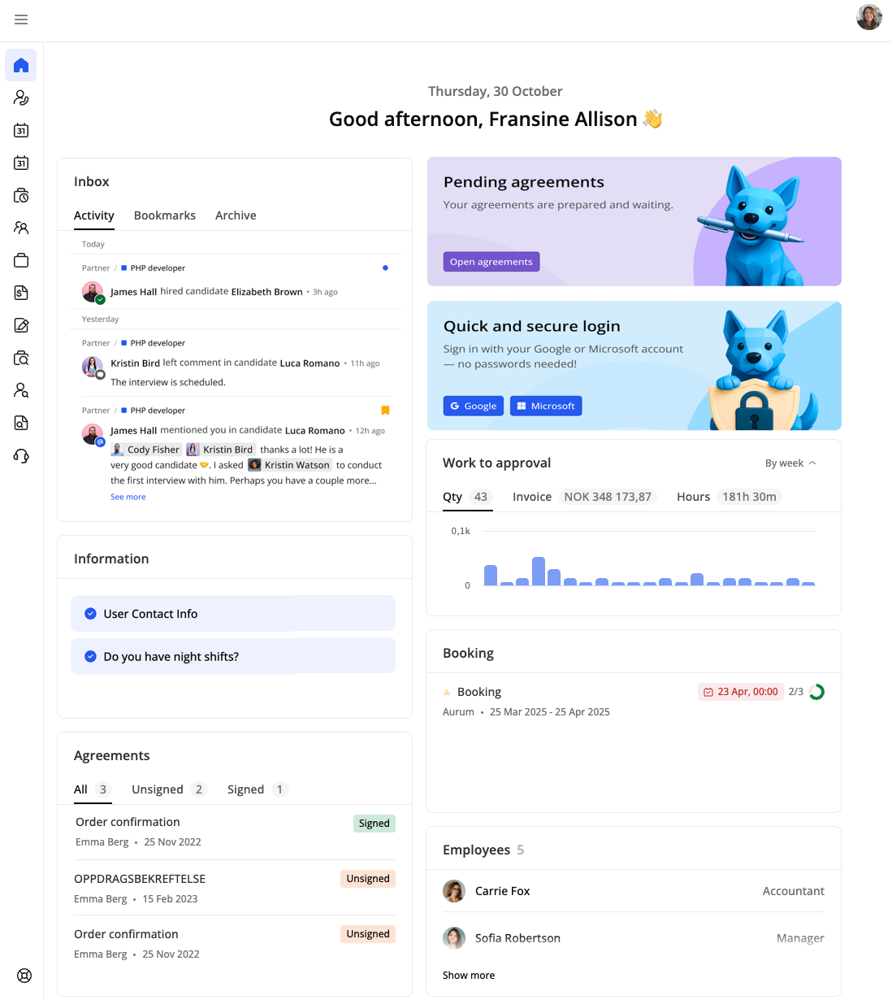 Thursday, 30 October
Good afternoon, Fransine Allison 👋
Inbox
Activity Bookmarks Archive
Today
Partner / PHP developer
James Hall hired candidate Elizabeth Brown • 3h ago
Yesterday
Partner / PHP developer
Kristin Bird left comment in candidate Luca Romano • 11h ago
The interview is scheduled.
Partner / PHP developer
James Hall mentioned you in candidate Luca Romano • 12h ago
Cody Fisher Kristin Bird thanks a lot! He is a
very good candidate 🤝. I asked Kristin Watson to conduct
the first interview with him. Perhaps you have a couple more...
See more
Information
User Contact Info
Do you have night shifts?
Agreements
All 3 Unsigned 2 Signed 1
Order confirmation Signed
Emma Berg • 25 Nov 2022
OPPDRAGSBEKREFTELSE Unsigned
Emma Berg • 15 Feb 2023
Order confirmation Unsigned
Emma Berg • 25 Nov 2022
Pending agreements
Your agreements are prepared and waiting.
Open agreements
Quick and secure login
Sign in with your Google or Microsoft account
— no passwords needed!
G Google Microsoft
Work to approval By week
Qty 43 Invoice NOK 348 173,87 Hours 181h 30m
0,1k
0
Booking
Booking 23 Apr, 00:00 2/3
Aurum • 25 Mar 2025 - 25 Apr 2025
Employees 5
Carrie Fox Accountant
Sofia Robertson Manager
Show more
31
31